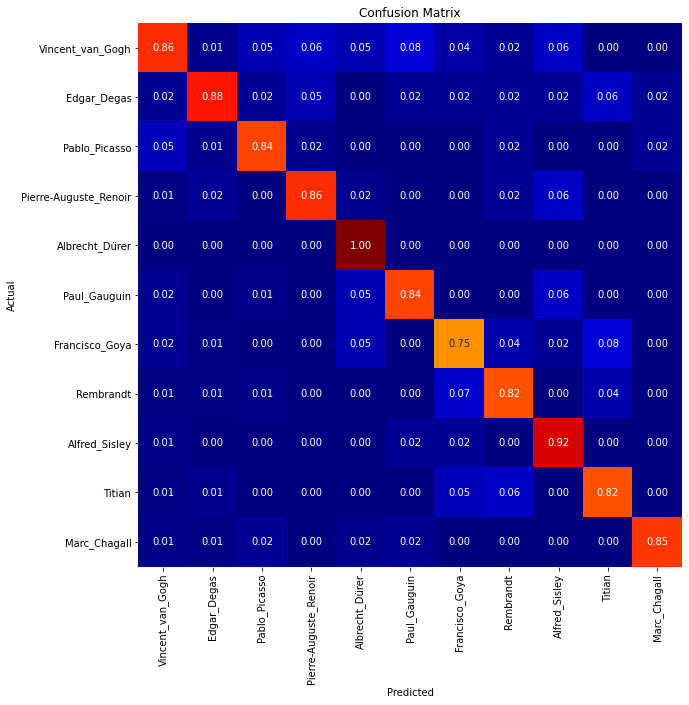 Confusion Matrix
Vincent_van_Gogh 0.86 0.01 0.05 0.06 0.05 0.08 0.04 0.02 0.06 0.00 0.00
Edgar_Degas 0.02 0.88 0.02 0.05 0.00 0.02 0.02 0.02 0.02 0.06 0.02
Pablo_Picasso 0.05 0.01 0.84 0.02 0.00 0.00 0.00 0.02 0.00 0.00 0.02
Pierre-Auguste_Renoir 0.01 0.02 0.00 0.86 0.02 0.00 0.00 0.02 0.06 0.00 0.00
Albrecht_Dürer 0.00 0.00 0.00 0.00 1.00 0.00 0.00 0.00 0.00 0.00 0.00
Actual
Paul_Gauguin 0.02 0.00 0.01 0.00 0.05 0.84 0.00 0.00 0.06 0.00 0.00
Francisco_Goya 0.02 0.01 0.00 0.00 0.05 0.00 0.75 0.04 0.02 0.08 0.00
Rembrandt 0.01 0.01 0.01 0.00 0.00 0.00 0.07 0.82 0.00 0.04 0.00
Alfred_Sisley 0.01 0.00 0.00 0.00 0.00 0.02 0.02 0.00 0.92 0.00 0.00
Titian 0.01 0.01 0.00 0.00 0.00 0.00 0.05 0.06 0.00 0.82 0.00
Marc_Chagall 0.01 0.01 0.02 0.00 0.02 0.02 0.00 0.00 0.00 0.00 0.85
Vincent_van_Gogh
Edgar_Degas
Pablo_Picasso
Pierre-Auguste_Renoir
Albrecht_Dürer
Paul_Gauguin
Francisco_Goya
Rembrandt
Alfred_Sisley
Titian
Marc_Chagall
Predicted